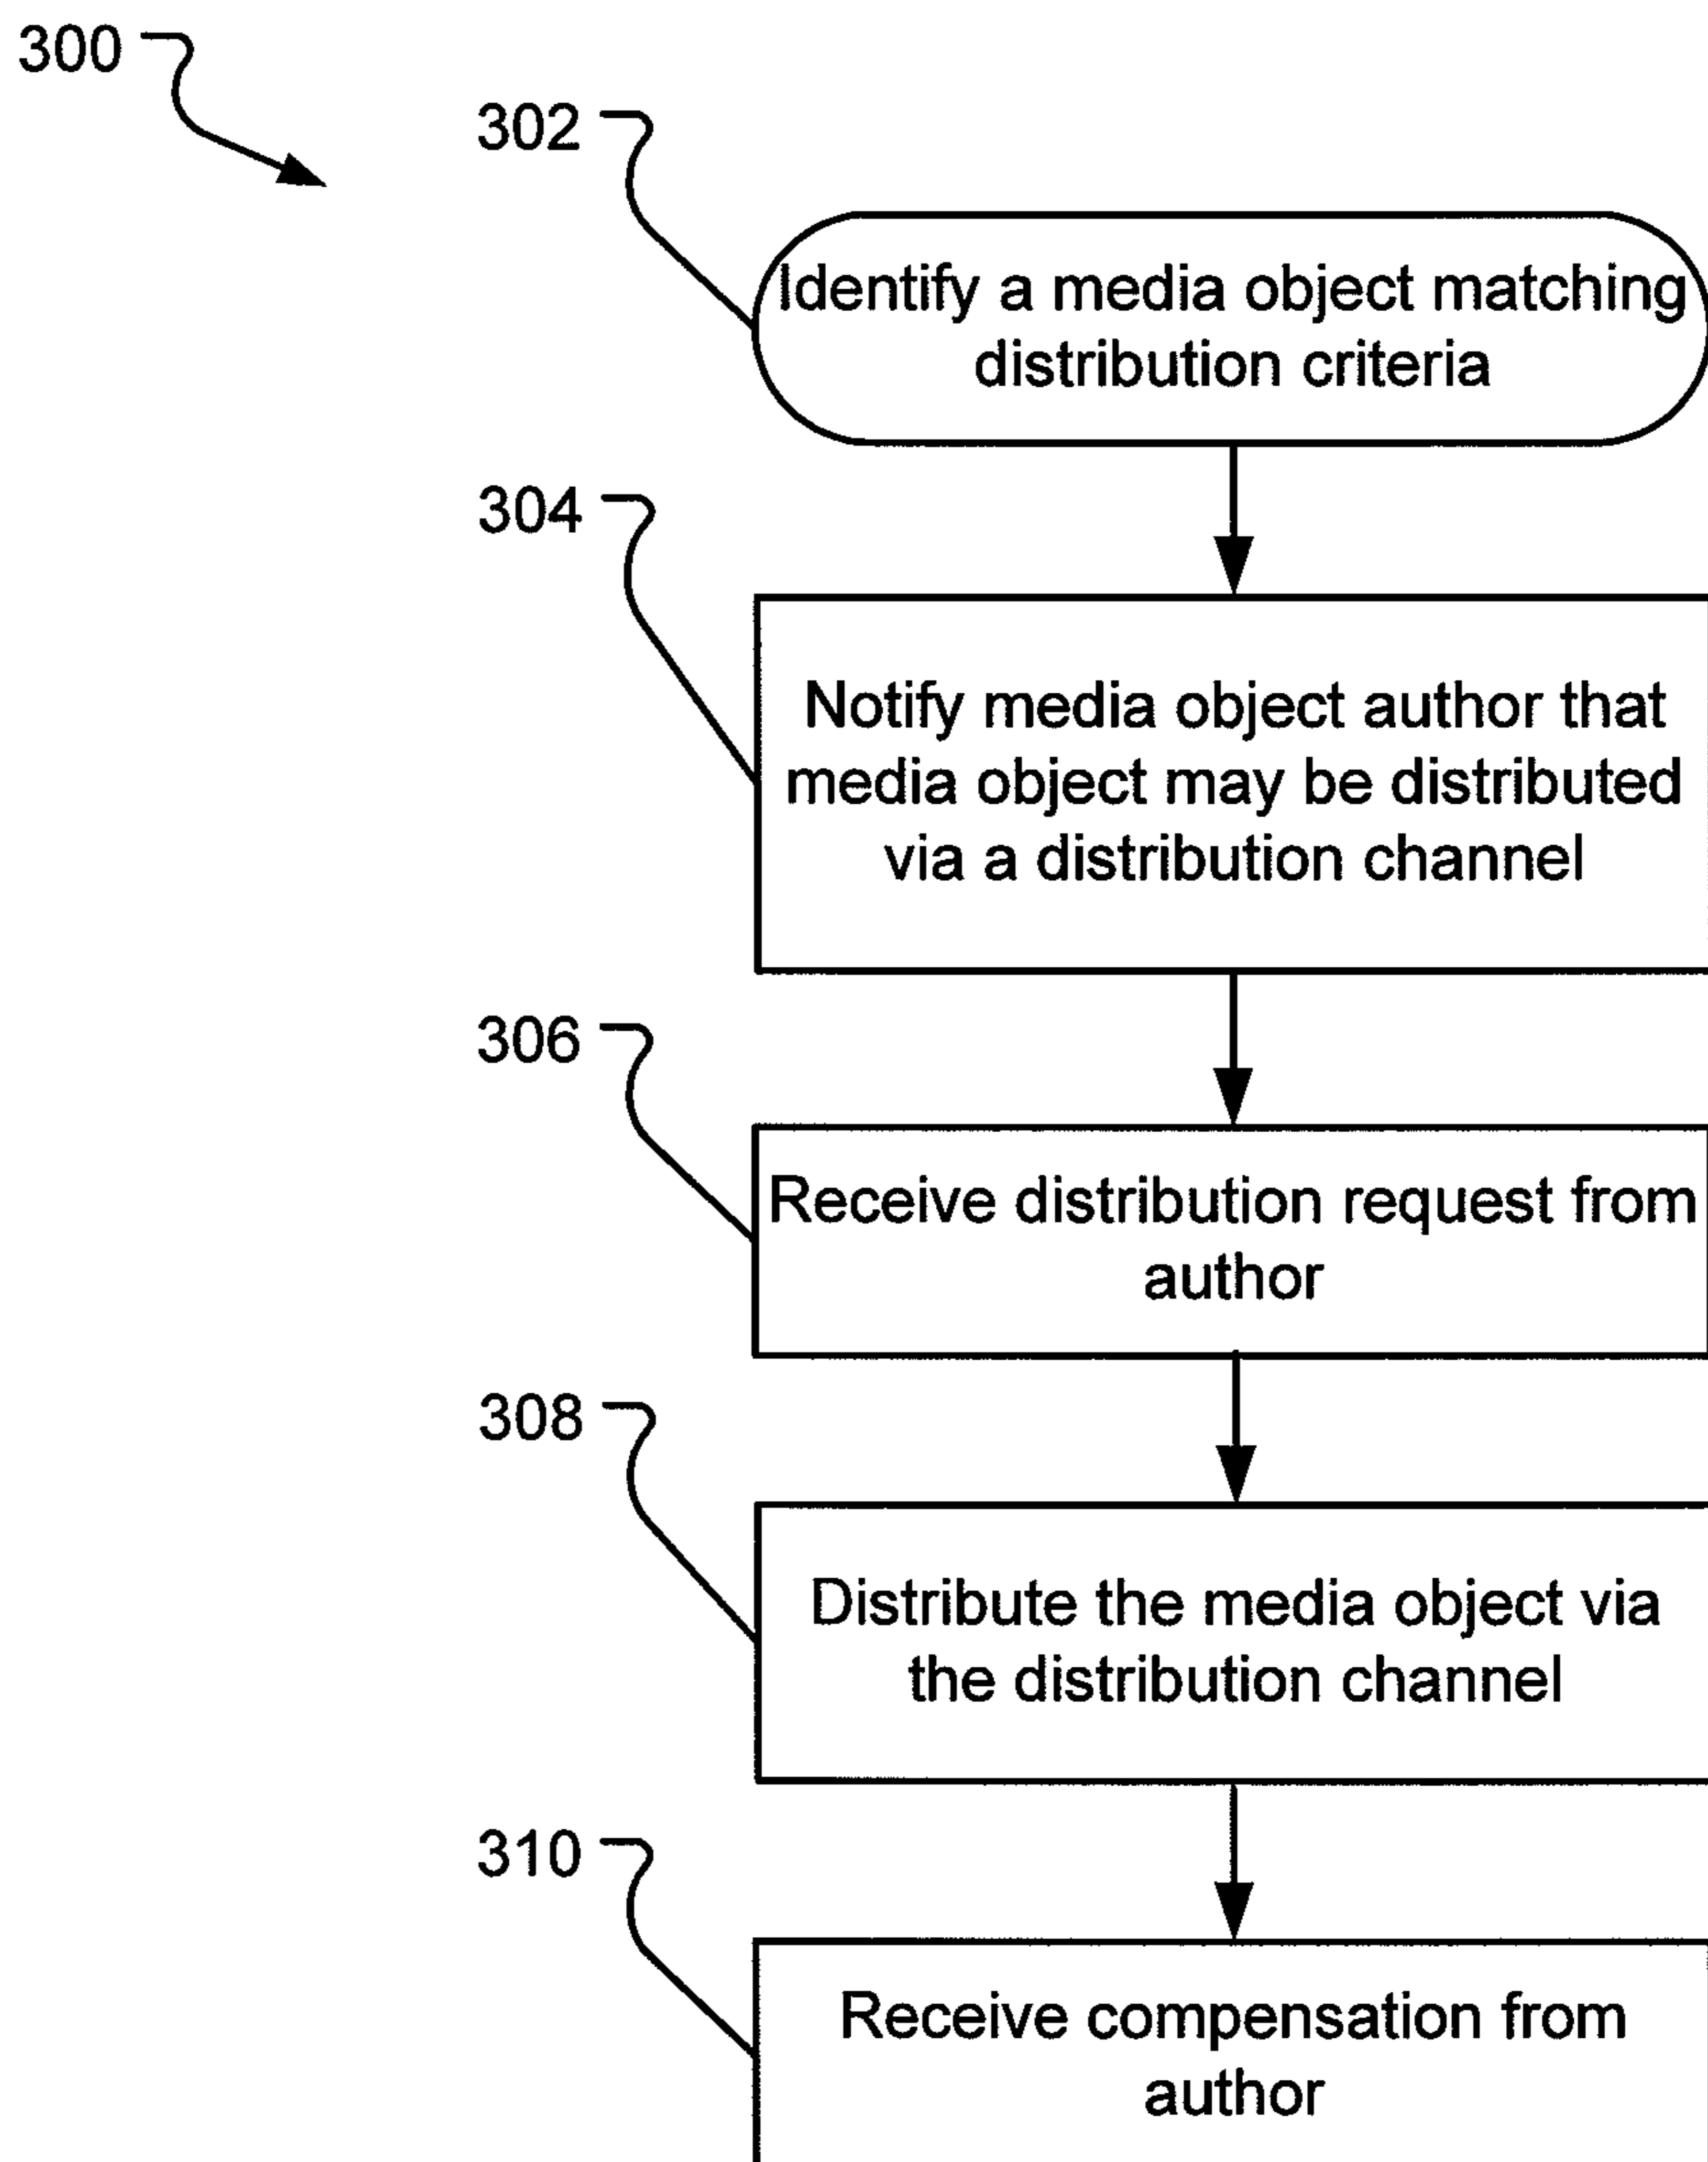 300
302
Identify a media object matching
distribution criteria
304
Notify media object author that
media object may be distributed
via a distribution channel
306
Receive distribution request from
author
308
Distribute the media object via
the distribution channel
310
Receive compensation from
author